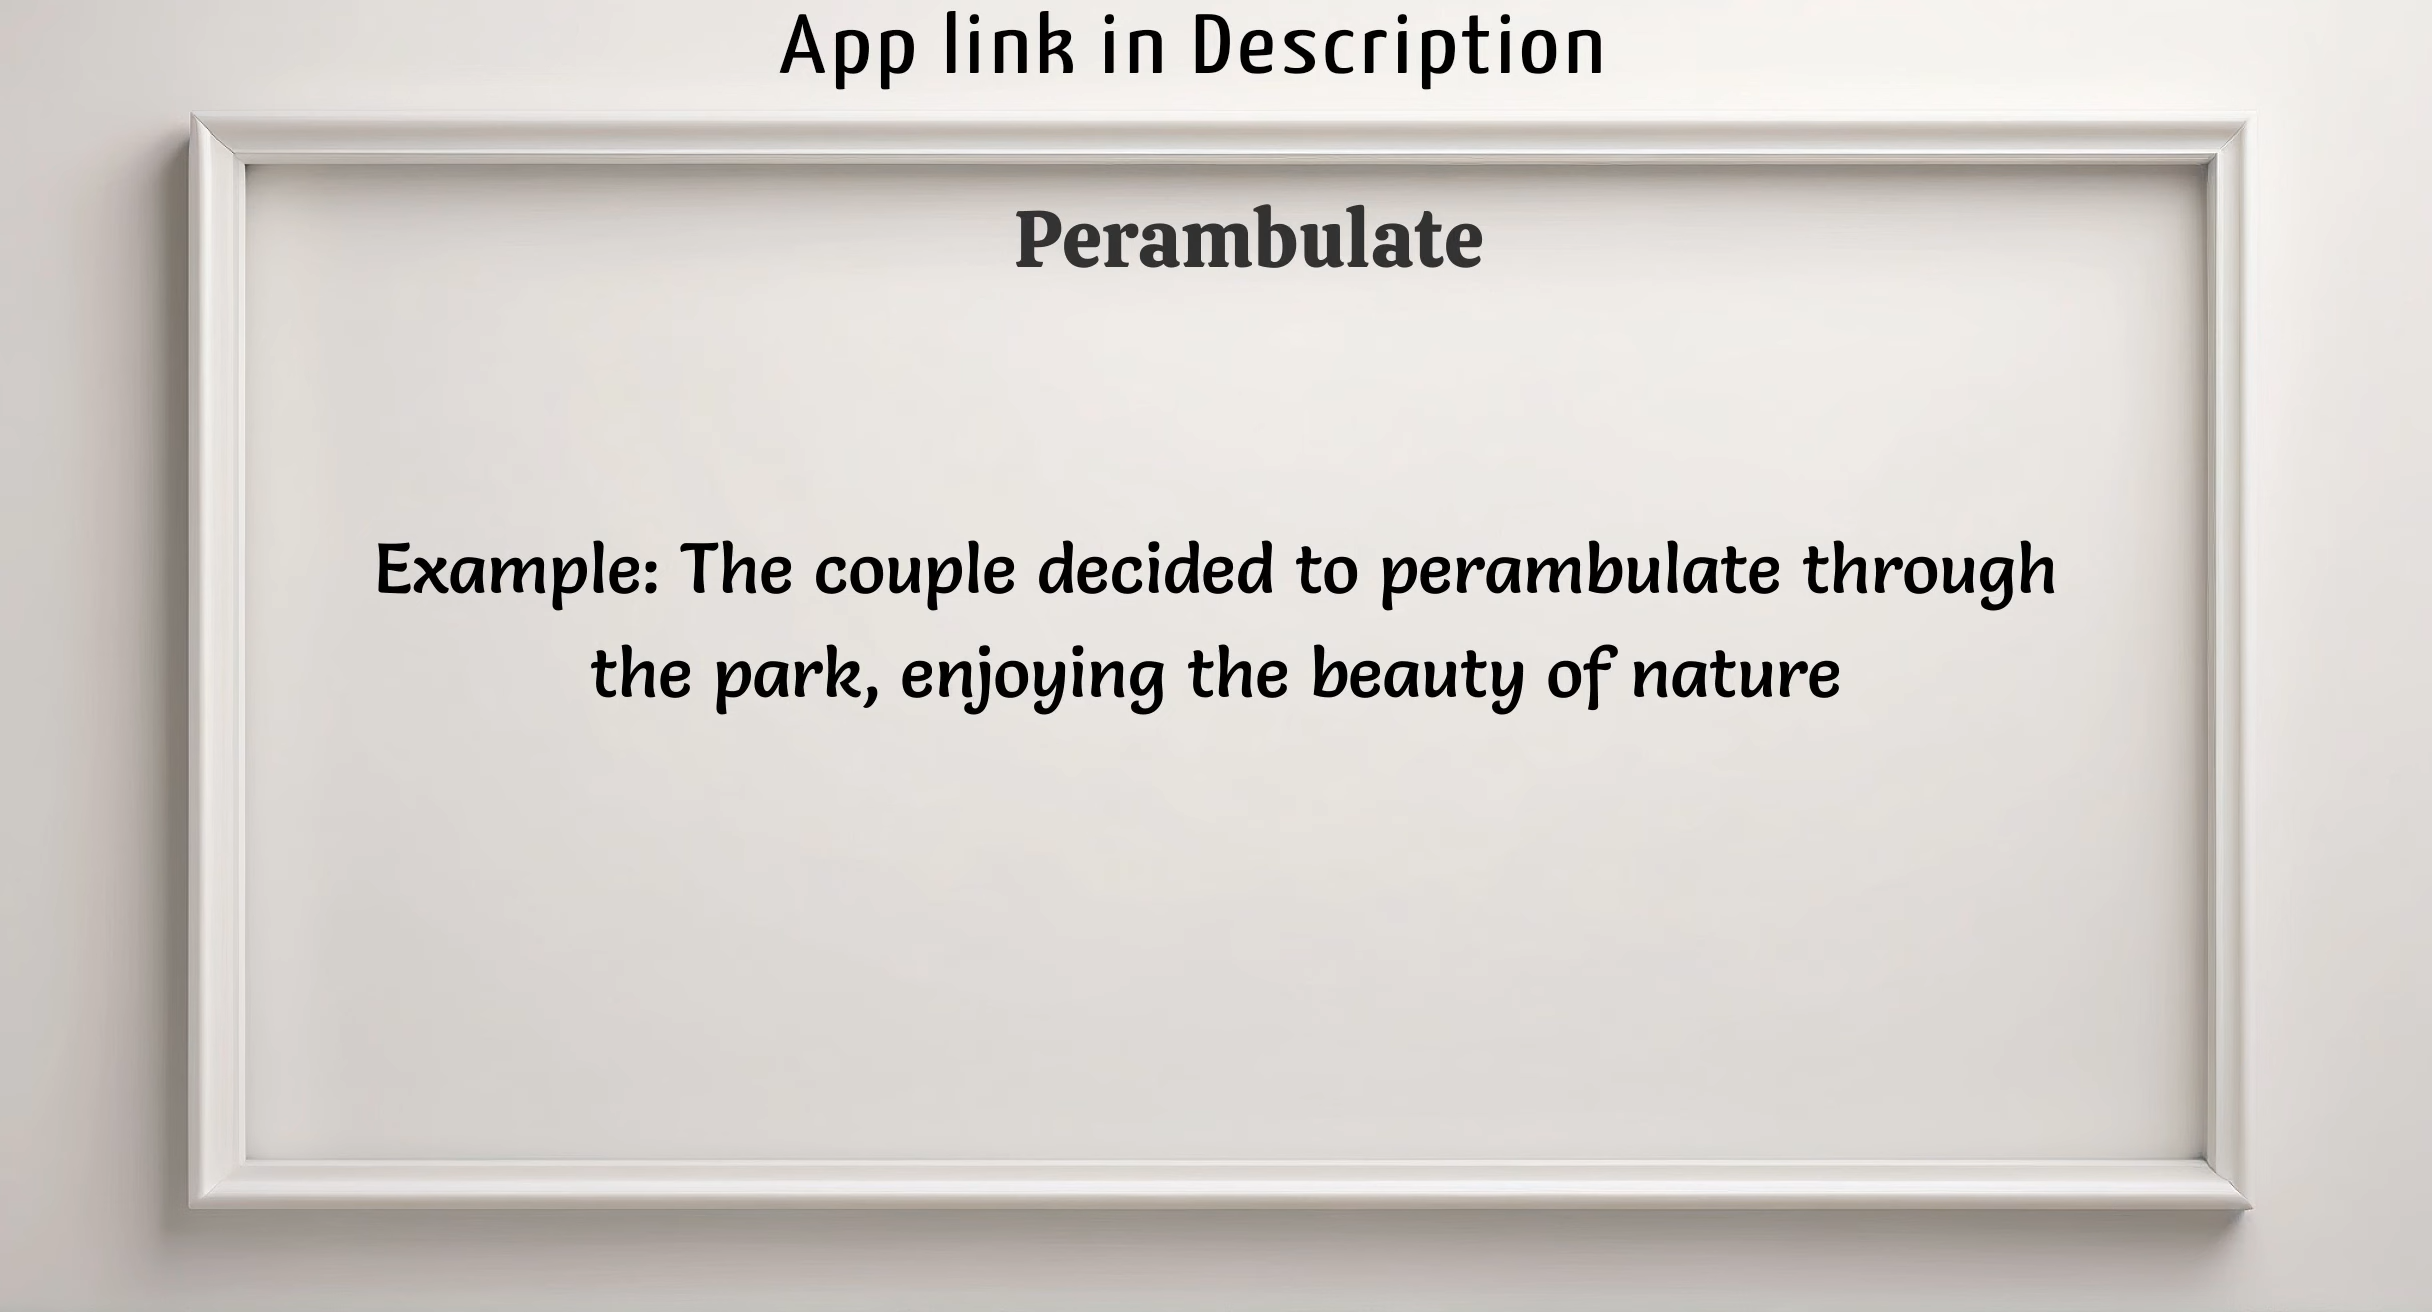 App link in Description
Perambulate
Example: The couple decided to perambulate through
the park, enjoying the beauty of nature